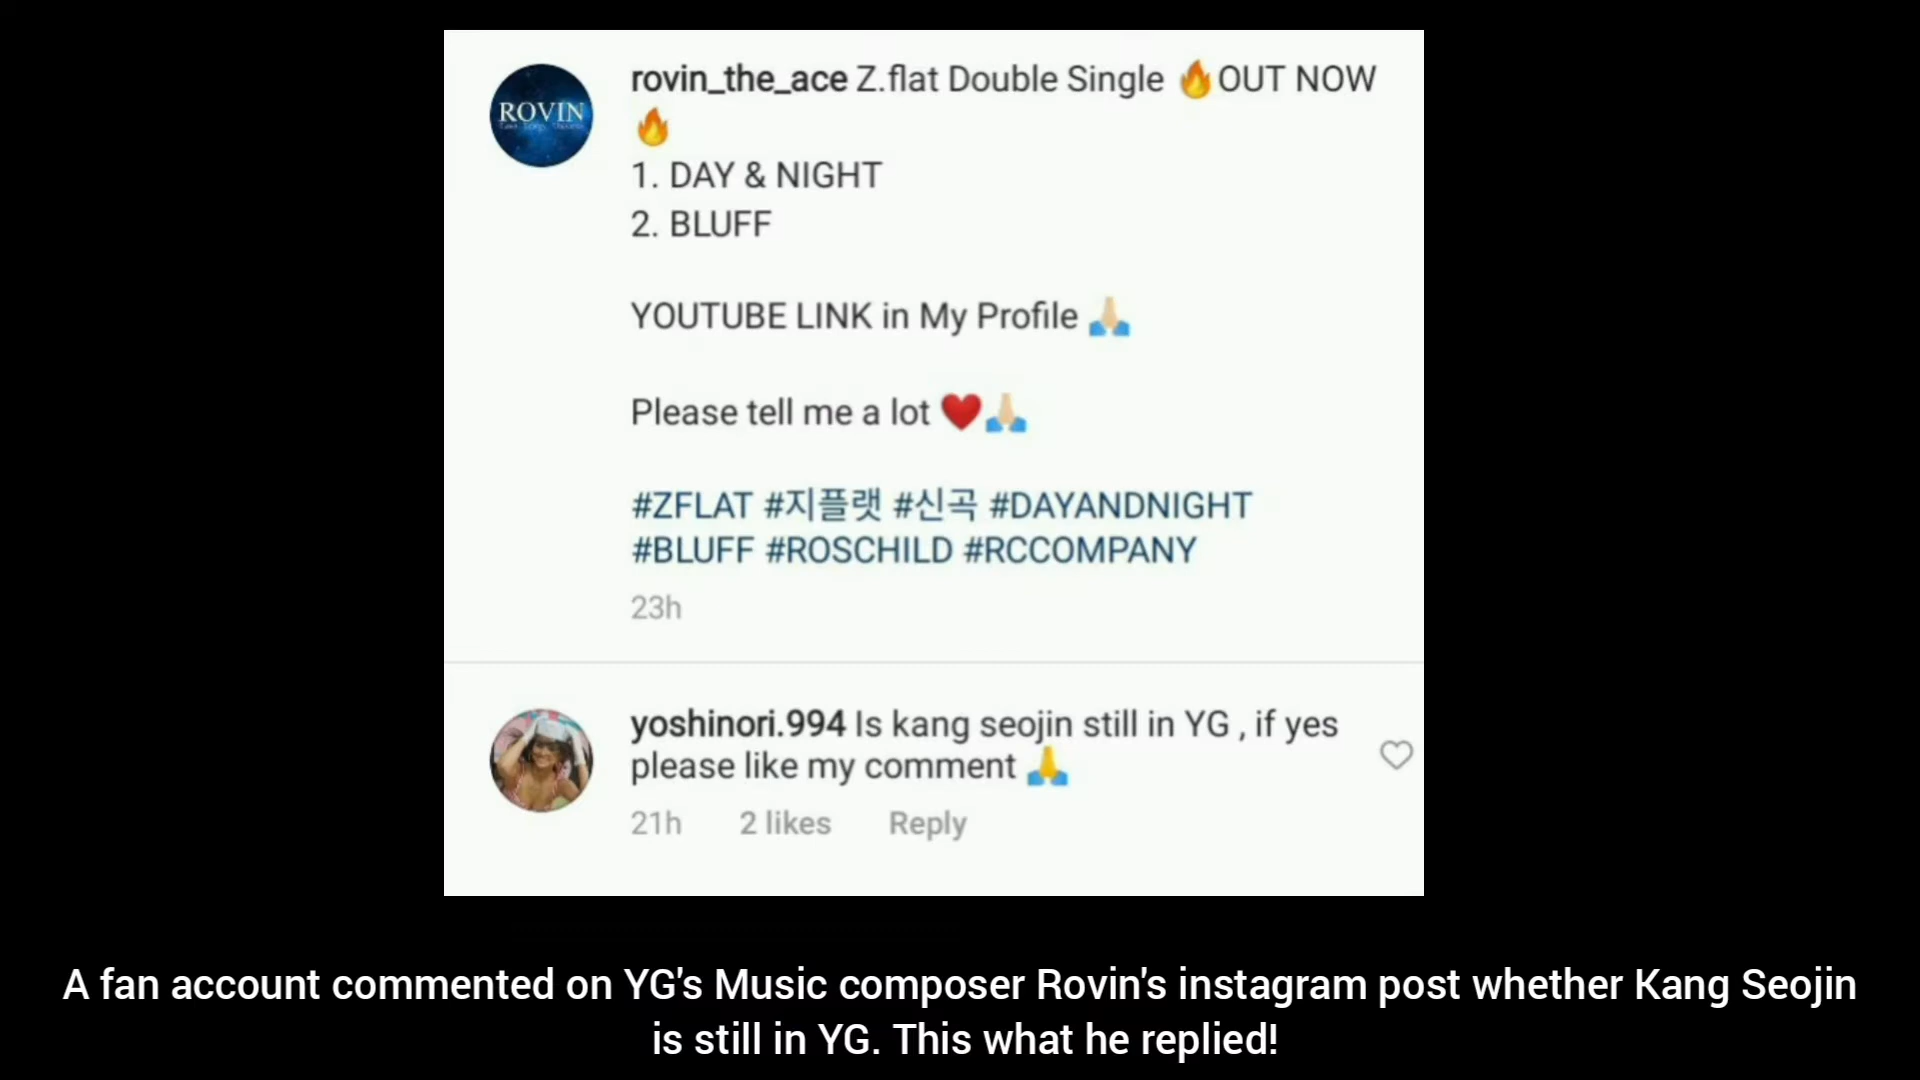 ROVIN
rovin_the_ace Z.flat Double Single 🔥OUT NOW
🔥
1. DAY & NIGHT
2. BLUFF
YOUTUBE LINK in My Profile 🙏🏻
Please tell me a lot ❤️🙏🏻
#ZFLAT #지플랫 #신곡 #DAYANDNIGHT
#BLUFF #ROSCHILD #RCCOMPANY
23h
yoshinori.994 Is kang seojin still in YG , if yes
please like my comment 🙏
21h 2 likes Reply
A fan account commented on YG's Music composer Rovin's instagram post whether Kang Seojin
is still in YG. This what he replied!